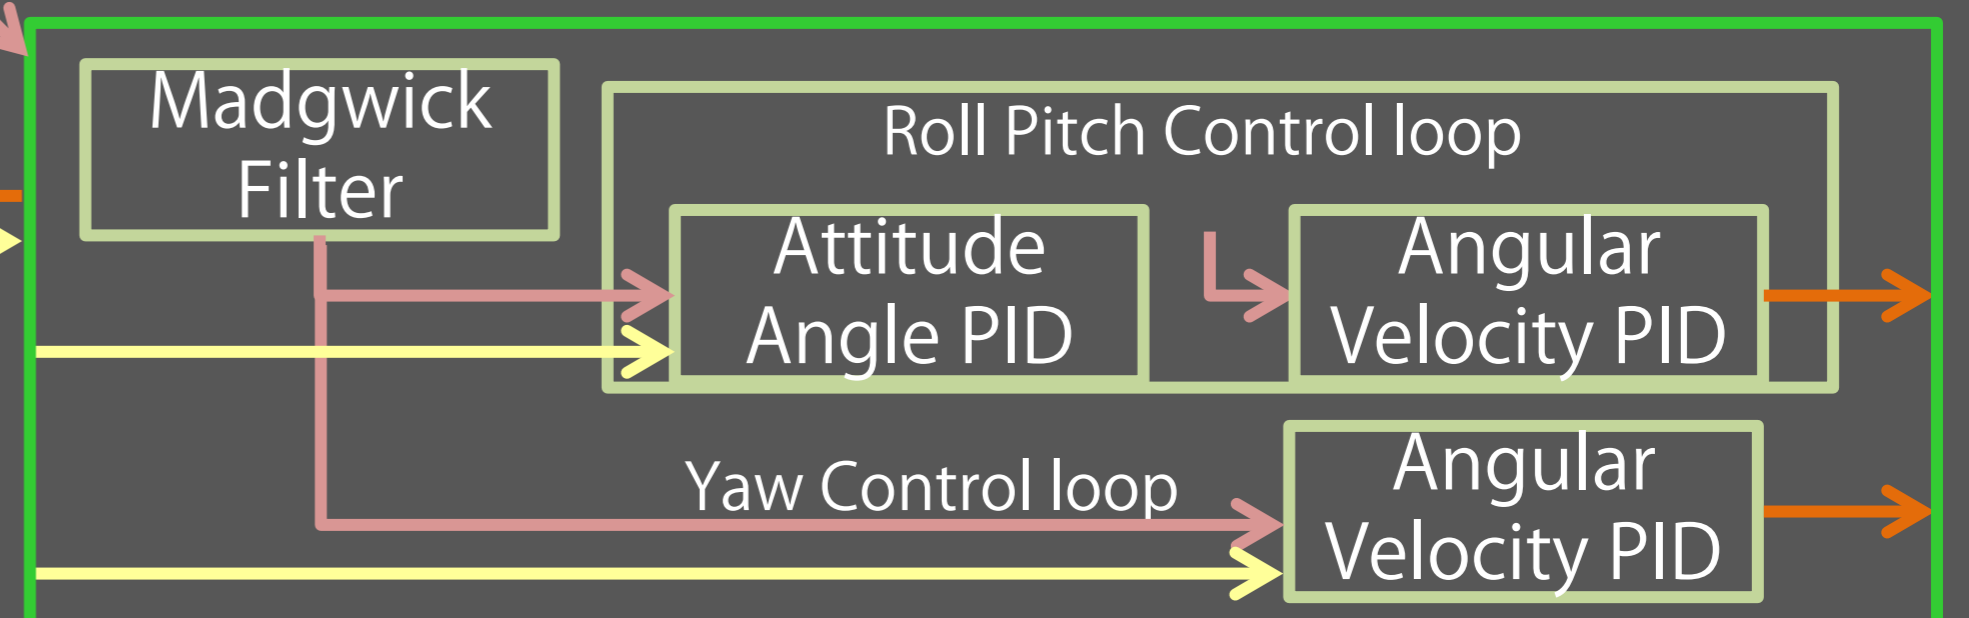 Madgwick
Filter
Roll Pitch Control loop
Attitude
Angle PID
Angular
Velocity PID
Yaw Control loop
Angular
Velocity PID